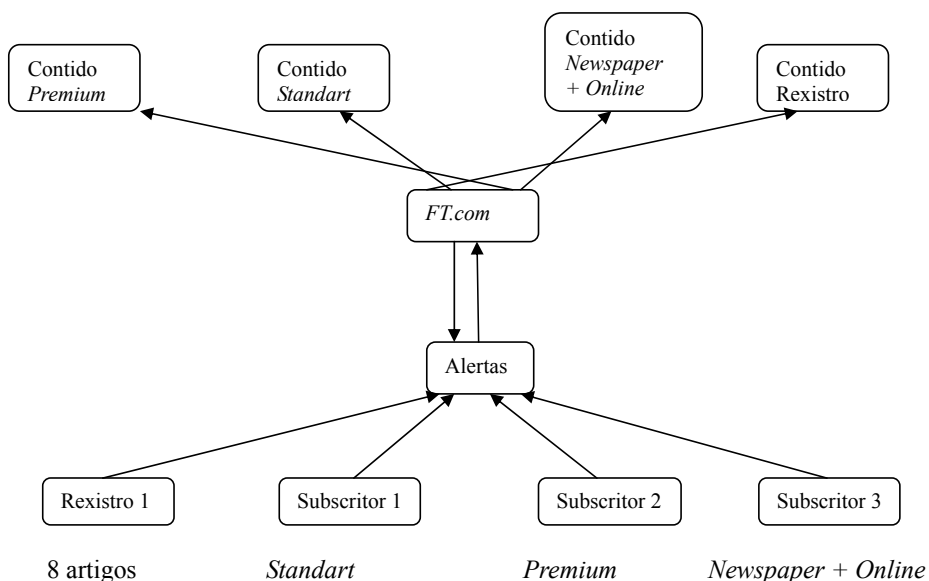 Contido
Premium
Contido
Standart
Contido
Newspaper
+ Online
Contido
Rexistro
FT.com
Alertas
Rexistro 1
Subscritor 1
Subscritor 2
Subscritor 3
8 artigos
Standart
Premium
Newspaper + Online